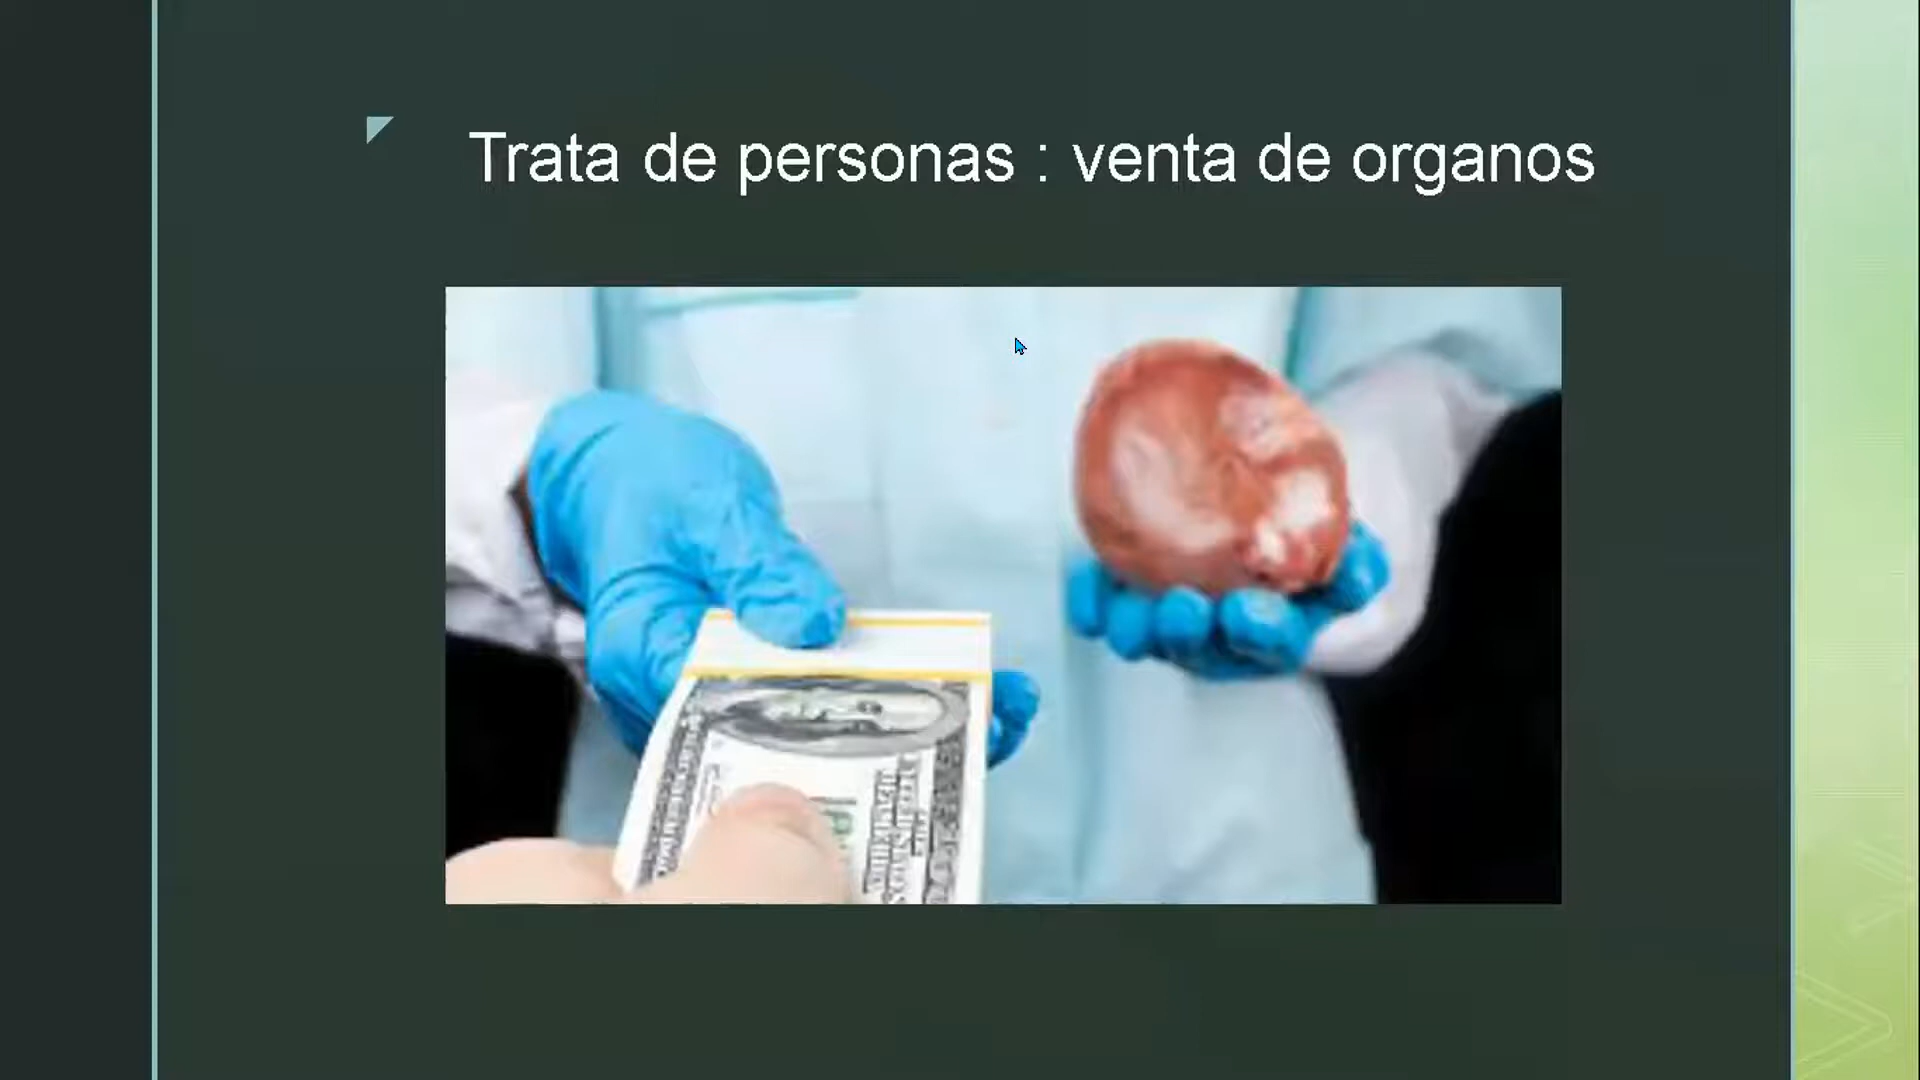 Trata de personas : venta de organos